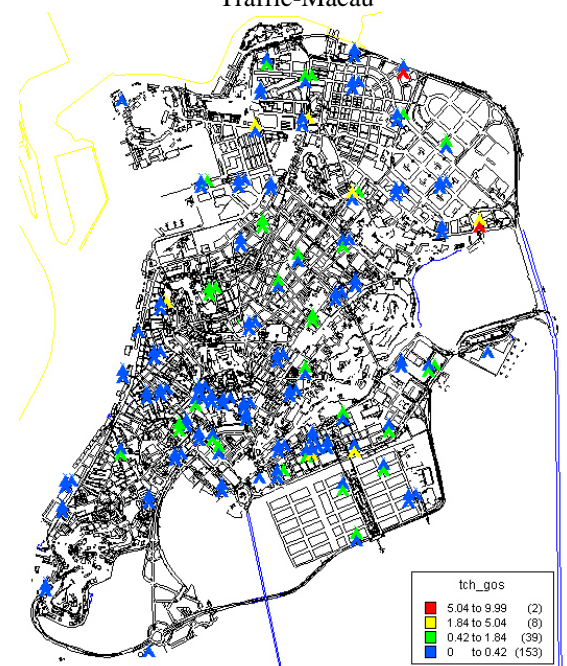 Traffic-Macau
tch_gos
5.04 to 9.99 (2)
1.84 to 5.04 (8)
0.42 to 1.84 (39)
0 to 0.42 (153)